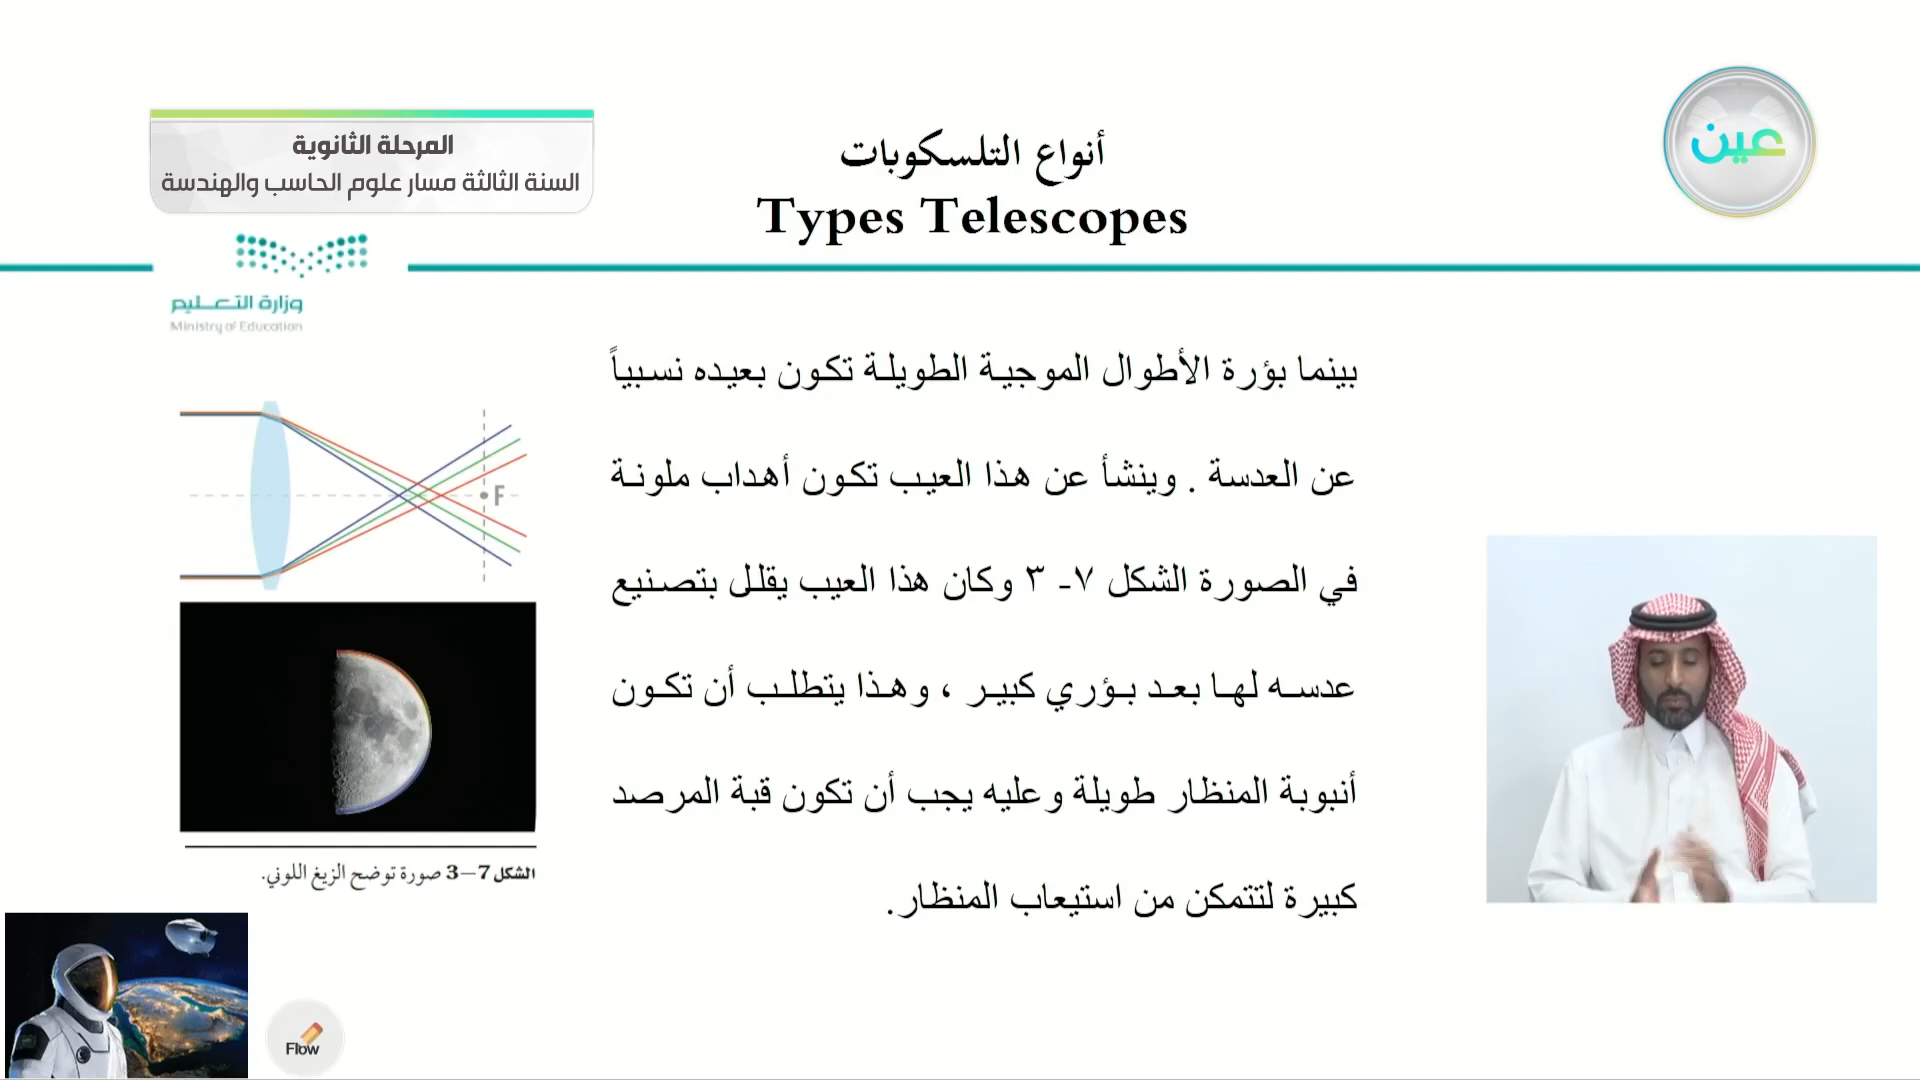 المرحلة الثانوية
السنة الثالثة مسار علوم الحاسب والهندسة
أنواع التلسكوبات
Types Telescopes
عين
وزارة التعليم
Ministry of Education
بينما بؤرة الأطوال الموجية الطويلة تكون بعيده نسبياً
عن العدسة . وينشأ عن هذا العيب تكون أهداب ملونة
في الصورة الشكل ٧- ٣ وكان هذا العيب يقلل بتصنيع
عدسه لها بعد بؤري كبير ، وهذا يتطلب أن تكون
أنبوبة المنظار طويلة وعليه يجب أن تكون قبة المرصد
كبيرة لتتمكن من استيعاب المنظار.
F
الشكل 7–3 صورة توضح الزيغ اللوني.
Flow